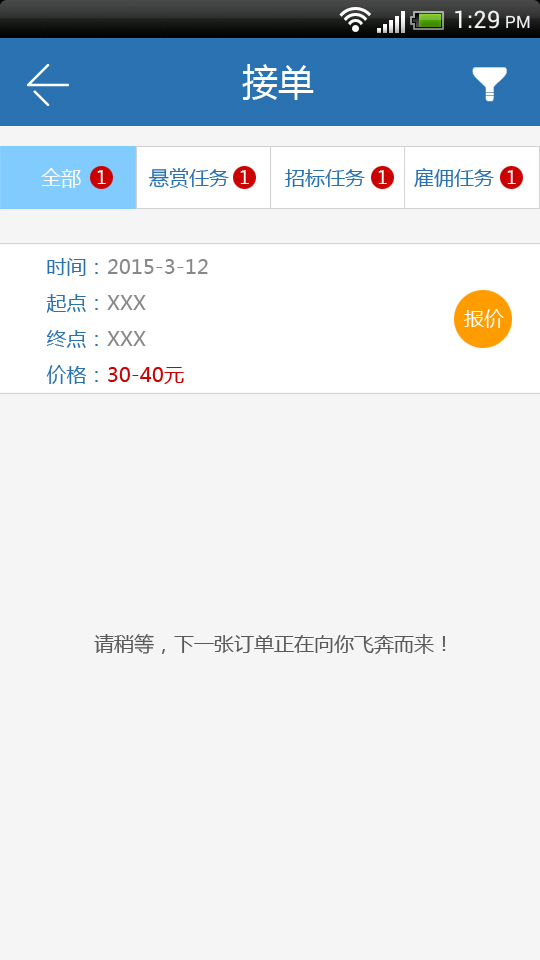 1:29 PM
接单
全部 1 悬赏任务 1 招标任务 1 雇佣任务 1
时间：2015-3-12
起点：XXX
报价
终点：XXX
价格：30-40元
请稍等，下一张订单正在向你飞奔而来！